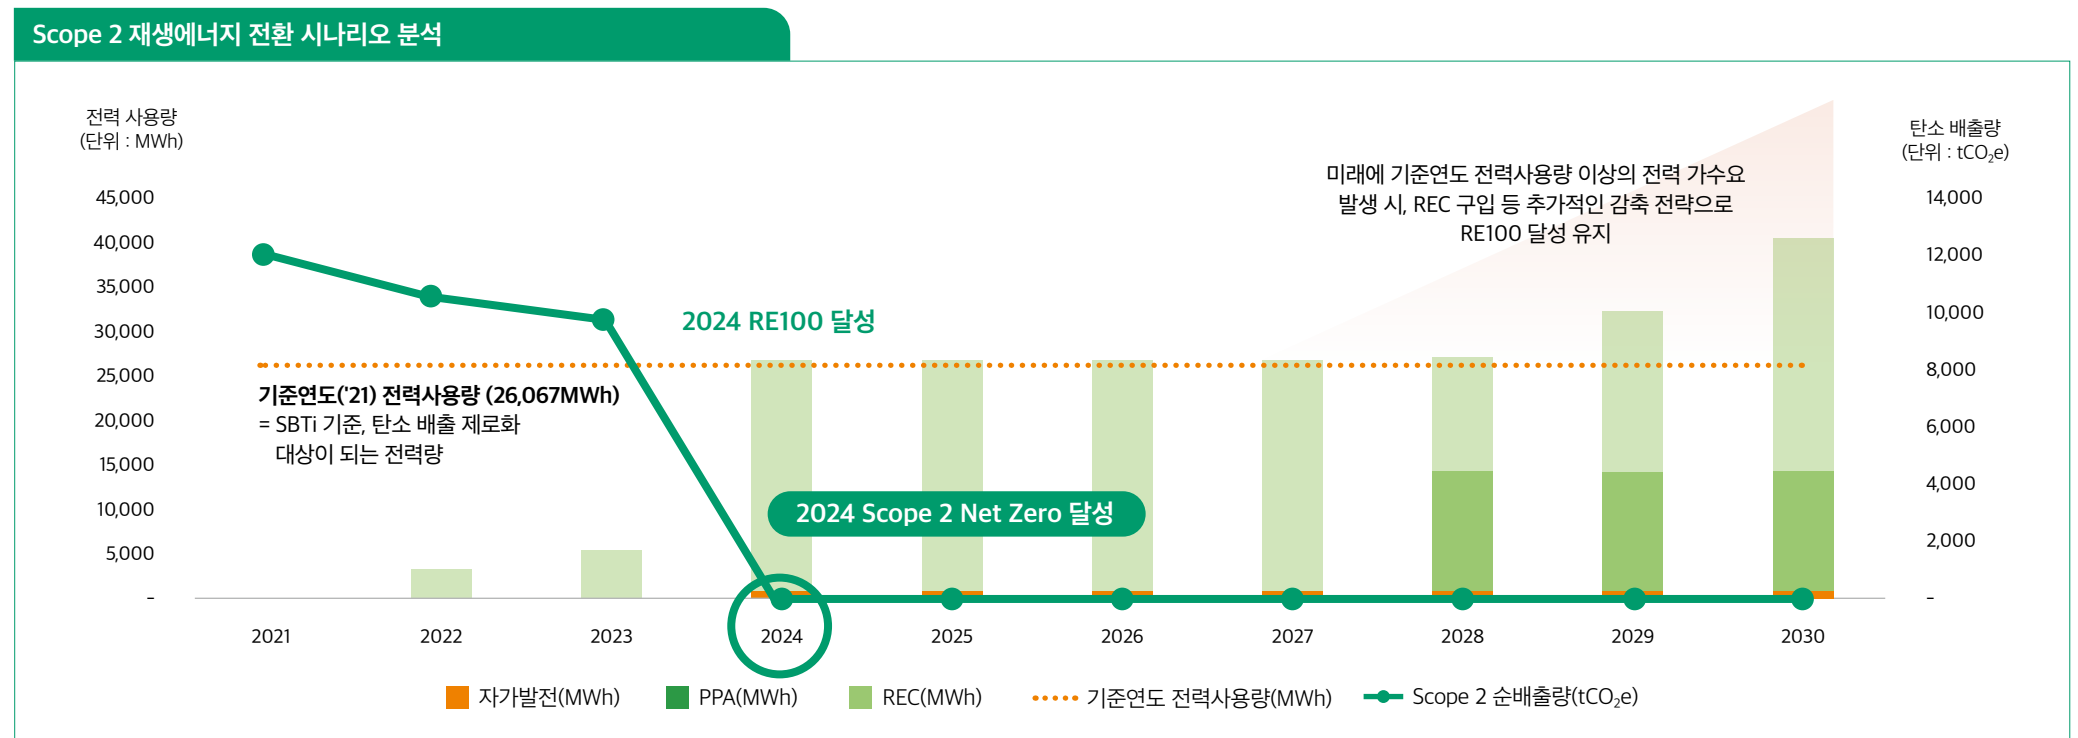 Scope 2 재생에너지 전환 시나리오 분석
전력 사용량
(단위 : MWh)
45,000
40,000
35,000
30,000
25,000
20,000
15,000
10,000
5,000
-
탄소 배출량
(단위 : tCO₂e)
14,000
12,000
10,000
8,000
6,000
4,000
2,000
-
미래에 기준연도 전력사용량 이상의 전력 가수요
발생 시, REC 구입 등 추가적인 감축 전략으로
RE100 달성 유지
2024 RE100 달성
기준연도('21) 전력사용량 (26,067MWh)
= SBTi 기준, 탄소 배출 제로화
대상이 되는 전력량
2024 Scope 2 Net Zero 달성
2021 2022 2023 2024 2025 2026 2027 2028 2029 2030
자가발전(MWh) PPA(MWh) REC(MWh) 기준연도 전력사용량(MWh) Scope 2 순배출량(tCO₂e)